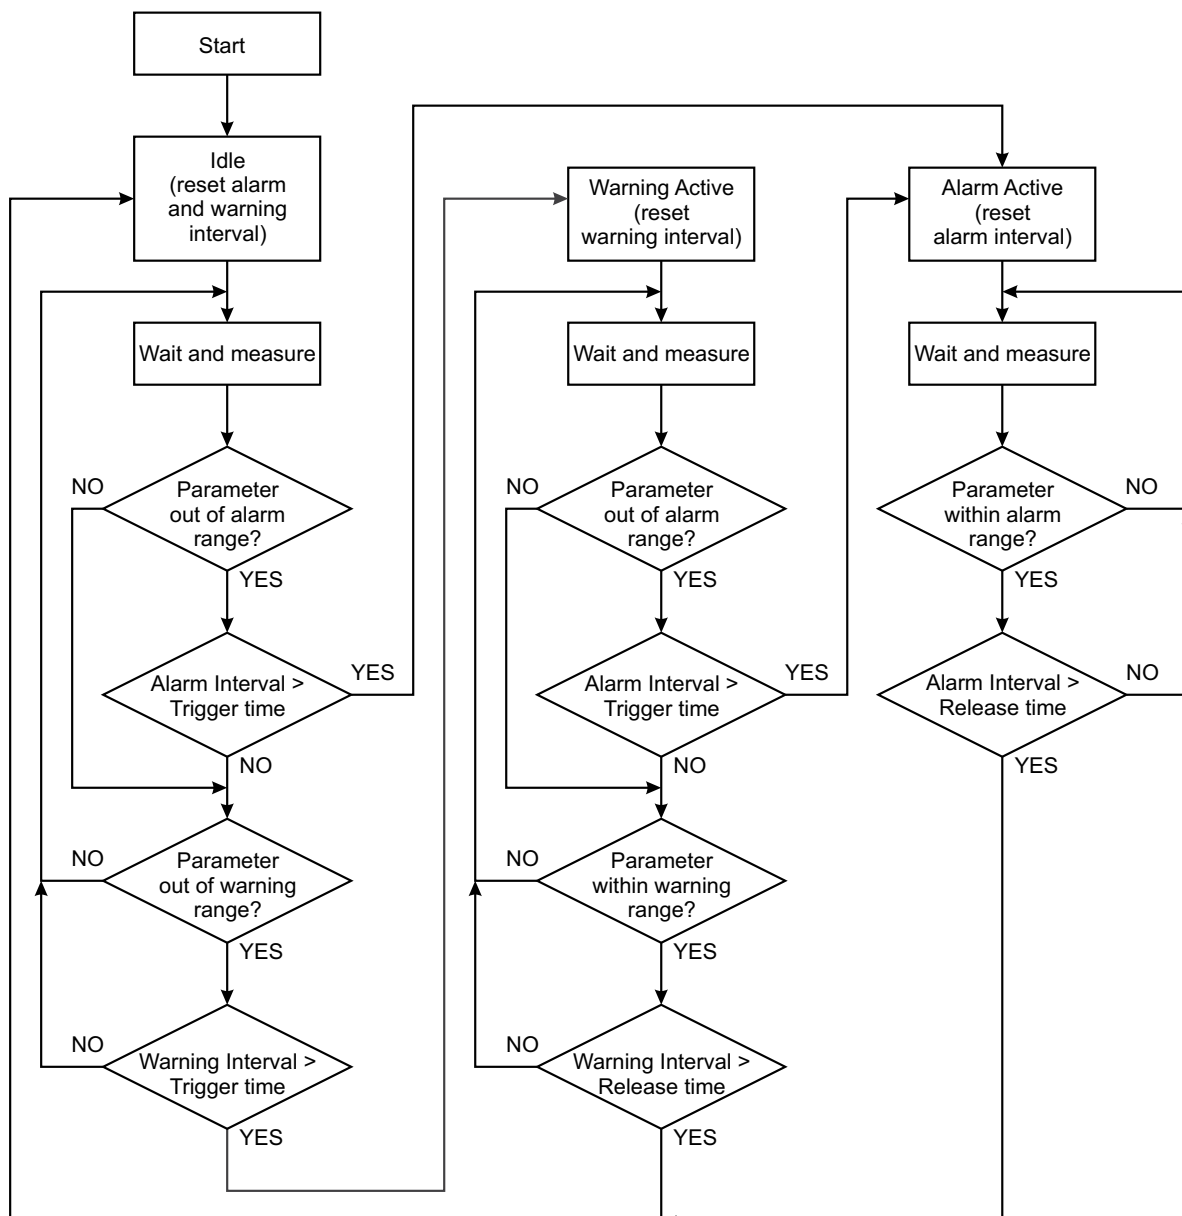 Start
Idle
(reset alarm
and warning
interval)
Wait and measure
NO
Parameter
out of alarm
range?
YES
Alarm Interval >
Trigger time
YES
NO
Parameter
out of warning
range?
NO
YES
Warning Interval >
Trigger time
NO
YES
Warning Active
(reset
warning interval)
Wait and measure
NO
Parameter
out of alarm
range?
YES
Alarm Interval >
Trigger time
YES
NO
Parameter
within warning
range?
NO
YES
Warning Interval >
Release time
NO
YES
Alarm Active
(reset
alarm interval)
Wait and measure
Parameter
within alarm
range?
NO
YES
Alarm Interval >
Release time
NO
YES